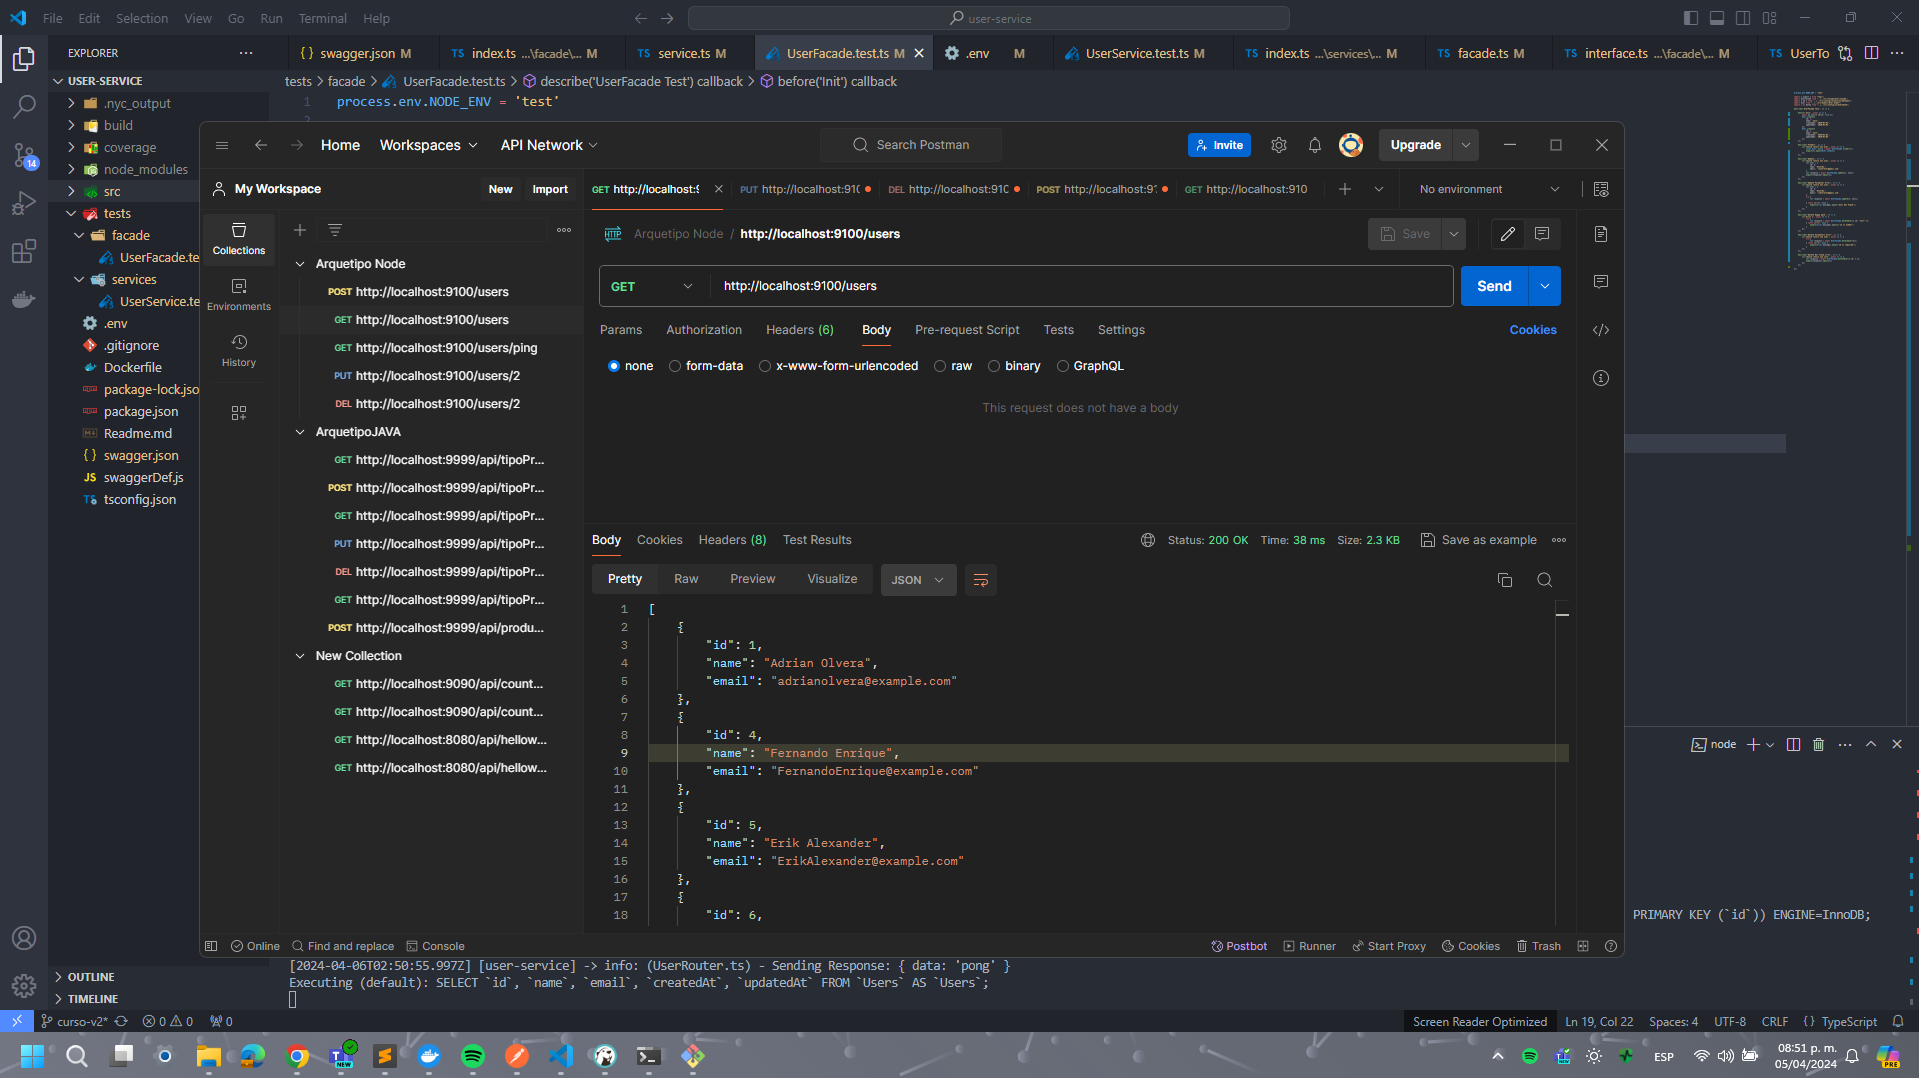 File Edit Selection View Go Run Terminal Help
user-service
EXPLORER
swagger.json M
index.ts ...\facade\... M
service.ts M
UserFacade.test.ts M
.env M
UserService.test.ts M
index.ts ...\services\... M
facade.ts M
interface.ts ...\facade\... M
UserTo
USER-SERVICE
tests > facade > UserFacade.test.ts > describe('UserFacade Test') callback > before('Init') callback
.nyc_output
1 process.env.NODE_ENV = 'test'
2
build
coverage
node_modules
src
tests
facade
UserFacade.te
services
UserService.te
.env
.gitignore
Dockerfile
package-lock.jso
package.json
Readme.md
swagger.json
swaggerDef.js
tsconfig.json
14
Home Workspaces API Network
Search Postman
Invite
Upgrade
My Workspace
New Import
GET http://localhost:9
PUT http://localhost:910
DEL http://localhost:910
POST http://localhost:9
GET http://localhost:910
No environment
Collections
Environments
History
Arquetipo Node
POST http://localhost:9100/users
GET http://localhost:9100/users
GET http://localhost:9100/users/ping
PUT http://localhost:9100/users/2
DEL http://localhost:9100/users/2
ArquetipoJAVA
GET http://localhost:9999/api/tipoPr...
POST http://localhost:9999/api/tipoPr...
GET http://localhost:9999/api/tipoPr...
PUT http://localhost:9999/api/tipoPr...
DEL http://localhost:9999/api/tipoPr...
GET http://localhost:9999/api/tipoPr...
POST http://localhost:9999/api/produ...
New Collection
GET http://localhost:9090/api/count...
GET http://localhost:9090/api/count...
GET http://localhost:8080/api/hellow...
GET http://localhost:8080/api/hellow...
HTTP Arquetipo Node / http://localhost:9100/users
Save
GET http://localhost:9100/users
Send
Params Authorization Headers (6) Body Pre-request Script Tests Settings
Cookies
none form-data x-www-form-urlencoded raw binary GraphQL
This request does not have a body
Body Cookies Headers (8) Test Results
Status: 200 OK Time: 38 ms Size: 2.3 KB
Save as example
Pretty Raw Preview Visualize JSON
1 [
2 {
3 "id": 1,
4 "name": "Adrian Olvera",
5 "email": "adrianolvera@example.com"
6 },
7 {
8 "id": 4,
9 "name": "Fernando Enrique",
10 "email": "FernandoEnrique@example.com"
11 },
12 {
13 "id": 5,
14 "name": "Erik Alexander",
15 "email": "ErikAlexander@example.com"
16 },
17 {
18 "id": 6,
Online Find and replace Console
Postbot Runner Start Proxy Cookies Trash
node
PRIMARY KEY (`id`)) ENGINE=InnoDB;
[2024-04-06T02:50:55.997Z] [user-service] -> info: (UserRouter.ts) - Sending Response: { data: 'pong' }
Executing (default): SELECT `id`, `name`, `email`, `createdAt`, `updatedAt` FROM `Users` AS `Users`;
OUTLINE
TIMELINE
curso-v2* 0 0 0
Screen Reader Optimized Ln 19, Col 22 Spaces: 4 UTF-8 CRLF {} TypeScript
NEW
ESP
08:51 p. m.
05/04/2024
PRE